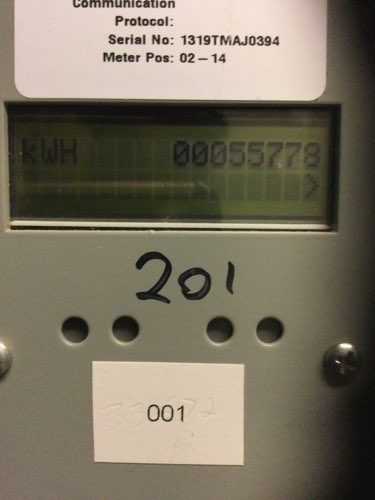 Communication
Protocol:
Serial No: 1319TMAJ0394
Meter Pos: 02 – 14
kWH 00055778
>
201
001